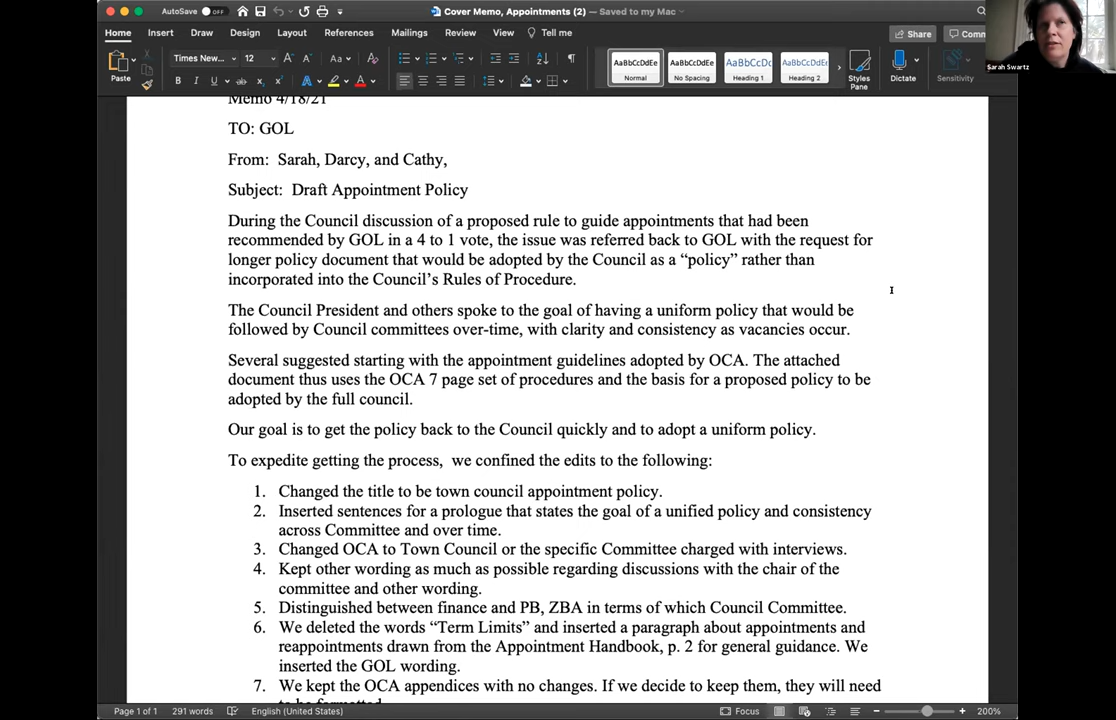 AutoSave OFF
Cover Memo, Appointments (2) — Saved to my Mac
Home Insert Draw Design Layout References Mailings Review View Tell me
Share
Paste
Times New...
12
AaBbCcDdEe AaBbCcDdEe AaBbCcDc AaBbCcDdEe
Normal No Spacing Heading 1 Heading 2
Styles Pane
Dictate
Sensitivity
Sarah Swartz
Memo 4/18/21
TO: GOL
From: Sarah, Darcy, and Cathy,
Subject: Draft Appointment Policy
During the Council discussion of a proposed rule to guide appointments that had been
recommended by GOL in a 4 to 1 vote, the issue was referred back to GOL with the request for
longer policy document that would be adopted by the Council as a “policy” rather than
incorporated into the Council’s Rules of Procedure.
The Council President and others spoke to the goal of having a uniform policy that would be
followed by Council committees over-time, with clarity and consistency as vacancies occur.
Several suggested starting with the appointment guidelines adopted by OCA. The attached
document thus uses the OCA 7 page set of procedures and the basis for a proposed policy to be
adopted by the full council.
Our goal is to get the policy back to the Council quickly and to adopt a uniform policy.
To expedite getting the process, we confined the edits to the following:
1. Changed the title to be town council appointment policy.
2. Inserted sentences for a prologue that states the goal of a unified policy and consistency
across Committee and over time.
3. Changed OCA to Town Council or the specific Committee charged with interviews.
4. Kept other wording as much as possible regarding discussions with the chair of the
committee and other wording.
5. Distinguished between finance and PB, ZBA in terms of which Council Committee.
6. We deleted the words “Term Limits” and inserted a paragraph about appointments and
reappointments drawn from the Appointment Handbook, p. 2 for general guidance. We
inserted the GOL wording.
7. We kept the OCA appendices with no changes. If we decide to keep them, they will need
Page 1 of 1 291 words English (United States) Focus 200%